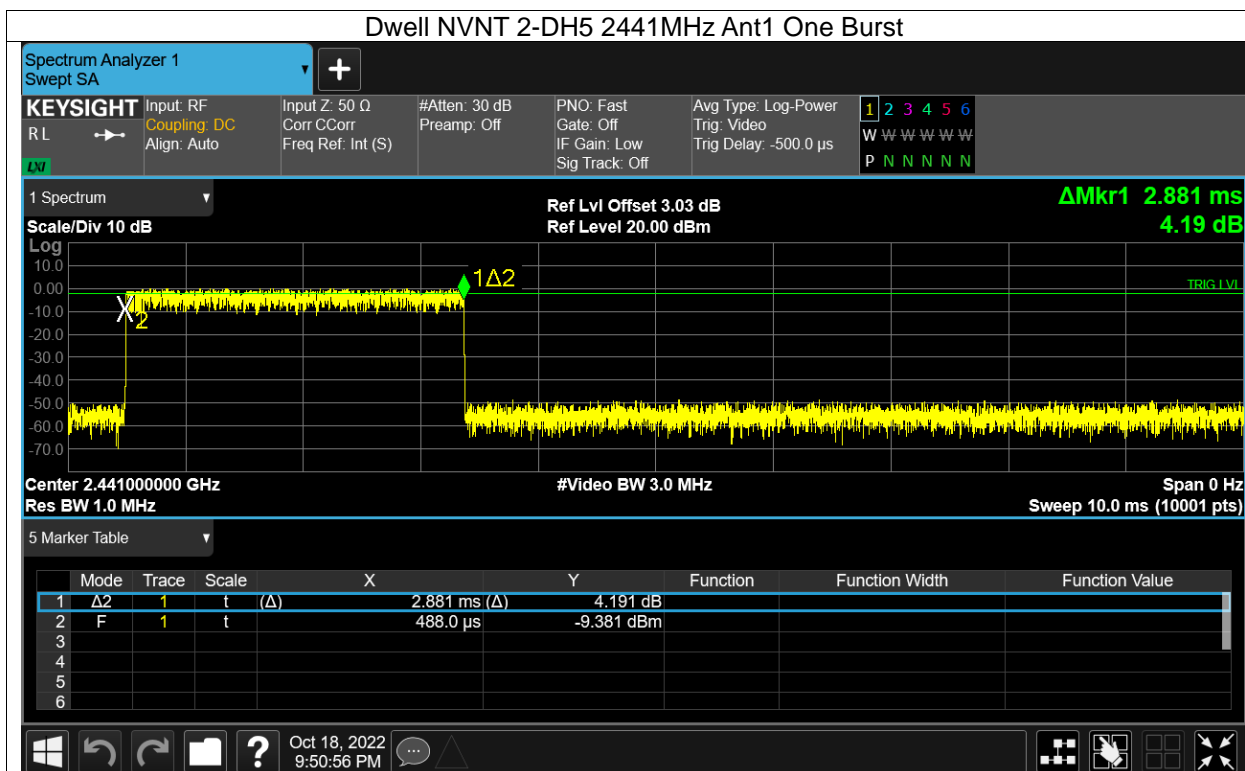 Dwell NVNT 2-DH5 2441MHz Ant1 One Burst
Spectrum Analyzer 1
Swept SA
KEYSIGHT
R L
LXI
Input: RF
Coupling: DC
Align: Auto
Input Z: 50 Ω
Corr CCorr
Freq Ref: Int (S)
#Atten: 30 dB
Preamp: Off
PNO: Fast
Gate: Off
IF Gain: Low
Sig Track: Off
Avg Type: Log-Power
Trig: Video
Trig Delay: -500.0 µs
1 2 3 4 5 6
W W W W W W
P N N N N N
1 Spectrum
Scale/Div 10 dB
Ref Lvl Offset 3.03 dB
Ref Level 20.00 dBm
ΔMkr1 2.881 ms
4.19 dB
Log
10.0
0.00
-10.0
-20.0
-30.0
-40.0
-50.0
-60.0
-70.0
1Δ2
2
TRIG LVL
Center 2.441000000 GHz
Res BW 1.0 MHz
#Video BW 3.0 MHz
Span 0 Hz
Sweep 10.0 ms (10001 pts)
5 Marker Table
Mode Trace Scale X Y Function Function Width Function Value
1 Δ2 1 t (Δ) 2.881 ms (Δ) 4.191 dB
2 F 1 t 488.0 µs -9.381 dBm
3
4
5
6
?
Oct 18, 2022
9:50:56 PM